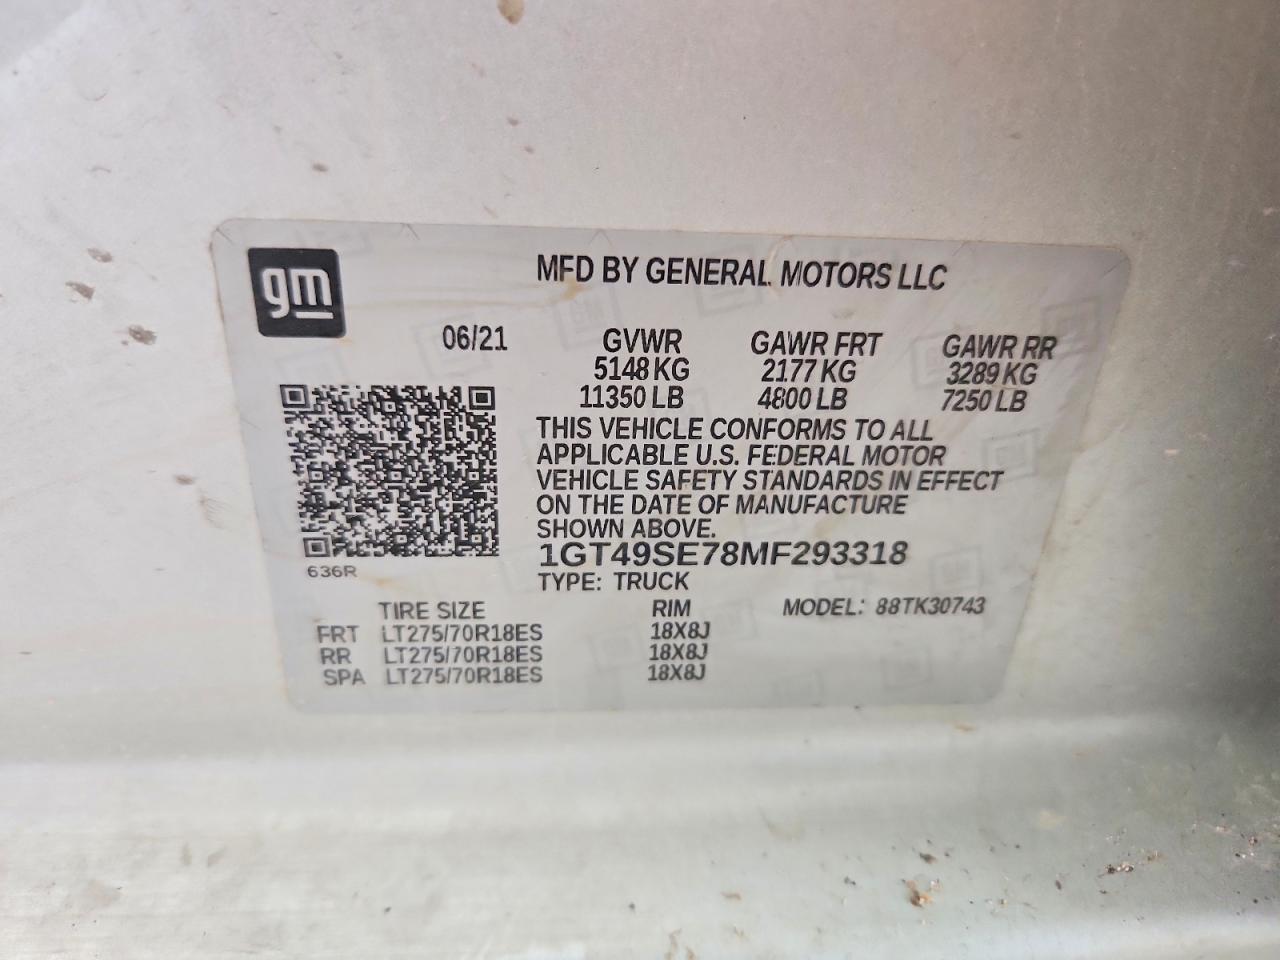 gm
MFD BY GENERAL MOTORS LLC
06/21 GVWR GAWR FRT GAWR RR
5148 KG 2177 KG 3289 KG
11350 LB 4800 LB 7250 LB
THIS VEHICLE CONFORMS TO ALL
APPLICABLE U.S. FEDERAL MOTOR
VEHICLE SAFETY STANDARDS IN EFFECT
ON THE DATE OF MANUFACTURE
SHOWN ABOVE.
1GT49SE78MF293318
636R
TYPE: TRUCK
TIRE SIZE RIM MODEL: 88TK30743
FRT LT275/70R18ES 18X8J
RR LT275/70R18ES 18X8J
SPA LT275/70R18ES 18X8J